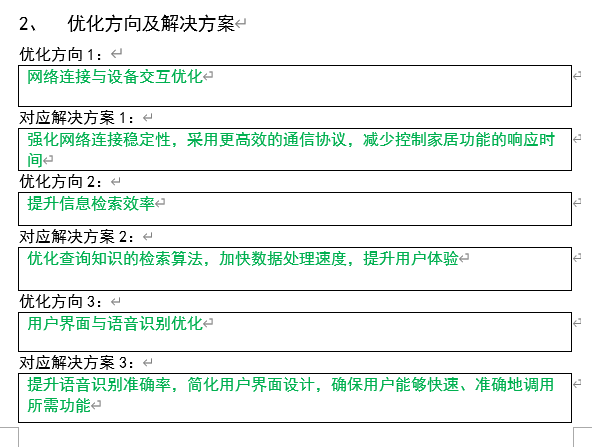 2、 优化方向及解决方案
优化方向 1：
网络连接与设备交互优化
对应解决方案 1：
强化网络连接稳定性，采用更高效的通信协议，减少控制家居功能的响应时
间
优化方向 2：
提升信息检索效率
对应解决方案 2：
优化查询知识的检索算法，加快数据处理速度，提升用户体验
优化方向 3：
用户界面与语音识别优化
对应解决方案 3：
提升语音识别准确率，简化用户界面设计，确保用户能够快速、准确地调用
所需功能